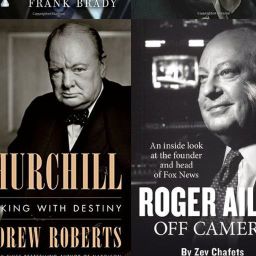 FRANK BRADY
HURCHILL
KING WITH DESTINY
DREW ROBERTS
An inside look
at the founder
and head
of Fox News
ROGER AIL
OFF CAMER
By Zev Chafets